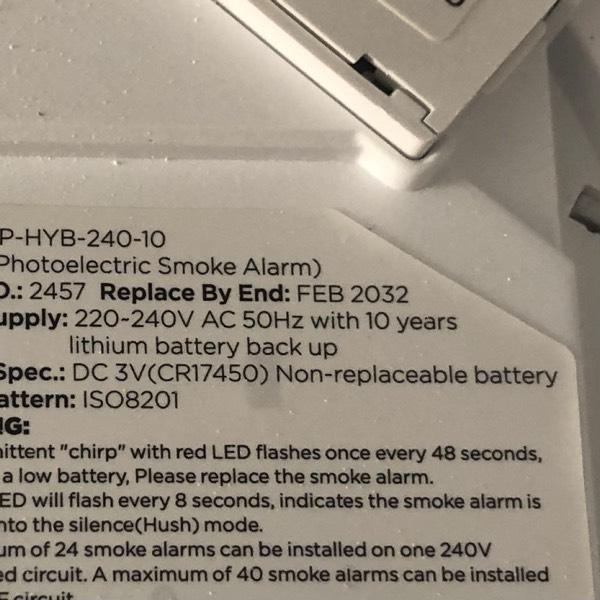 P-HYB-240-10
Photoelectric Smoke Alarm)
O.: 2457 Replace By End: FEB 2032
upply: 220~240V AC 50Hz with 10 years
lithium battery back up
Spec.: DC 3V(CR17450) Non-replaceable battery
attern: ISO8201
NG:
nittent "chirp" with red LED flashes once every 48 seconds,
a low battery, Please replace the smoke alarm.
ED will flash every 8 seconds, indicates the smoke alarm is
nto the silence(Hush) mode.
um of 24 smoke alarms can be installed on one 240V
ed circuit. A maximum of 40 smoke alarms can be installed
circuit